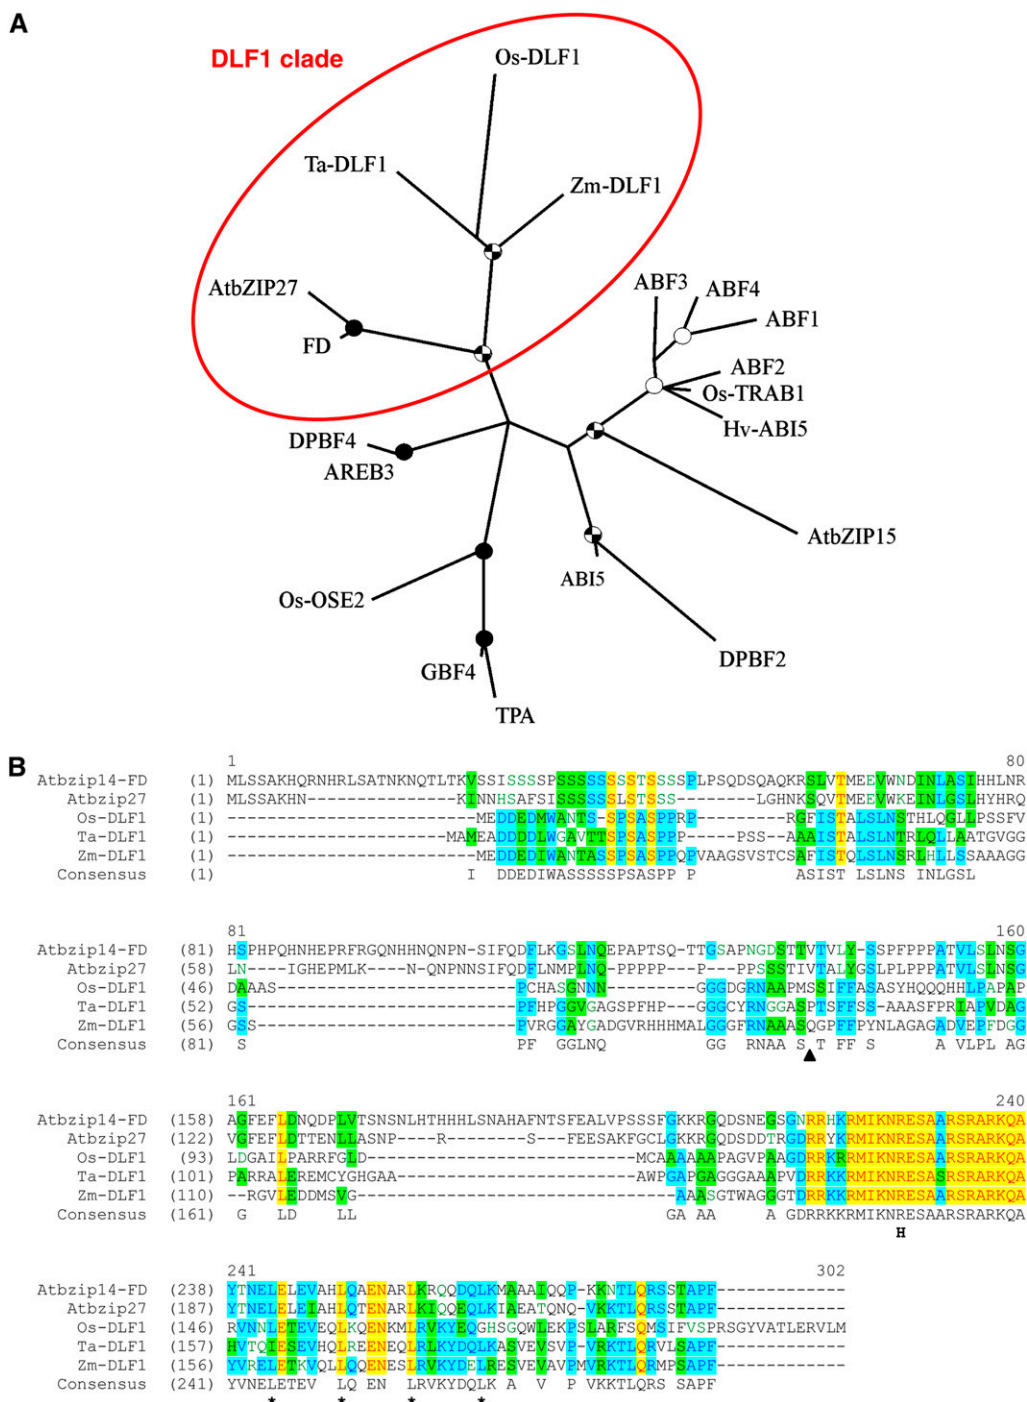 A
DLF1 clade
Os-DLF1
Ta-DLF1
Zm-DLF1
AtbZIP27
FD
ABF3
ABF4
ABF1
ABF2
Os-TRAB1
Hv-ABI5
DPBF4
AREB3
AtbZIP15
ABI5
Os-OSE2
DPBF2
GBF4
TPA
B
1 80
Atbzip14-FD (1) MLSSAKHQRNHRLSATNKNQTLTKVSSISSSSPSSSSSSSSSTSSSSPLPSQDSQAQKRSLVTMEEVWNDINLASIHHLNR
Atbzip27 (1) MLSSAKHN---------------KINNHSAFSISSSSSSLSTSSS--------LGHNKSQVTMEEVWKEINLGSLHYHRQ
Os-DLF1 (1) -------------------------MEDDEDMWANTS-SPSASPPRP----------RGFISTALSLNSTHLQGLLPSSFV
Ta-DLF1 (1) ----------------------MAMEADDDLWGAVTTSPSASPPP------PSS--AAAISTALSLNTRLQLLAATGVGG
Zm-DLF1 (1) -------------------------MEDDEDIWANTASSPSASPPQPVAAGSVSTCSAFISTQLSLNSRLHLLSSAAAGG
Consensus (1) I DDEDIWASSSSSPSASPP P ASIST LSLNS INLGSL
81 160
Atbzip14-FD (81) HSPHPQHNHEPRFRGQNHHNQNPN-SIFQDFLKGSLNQEPAPTSQ-TTGSAPNGDSTTVTVLY-SSPFPPPATVLSLNSG
Atbzip27 (58) LN----IGHEPMLK----N-QNPNNSIFQDFLNMPLNQ-PPPPPP---P-PPSSSTIVTALYGSLPLPPPATVLSLNSG
Os-DLF1 (46) DAAAS------------------------PCHASGNNN-------GGGDGRNAAPMSSIFFASASYHQQQHHLPAPAP
Ta-DLF1 (52) GS--------------------------PFHPGGVGAGSPFHP---GGGCYRNGGASPTSFFSS-AAASFPRIAPVDAG
Zm-DLF1 (56) GSS-------------------------PVRGGAYGADGVRHHHMALGGGFRNAAASQGPFFPYNLAGAGADVEPFDGG
Consensus (81) S PF GGLNQ GG RNAA S T FF S A VLPL AG
161 240
Atbzip14-FD (158) AGFEFLDNQDPLVTSNSNLHTHHHLSNAHAFNTSFEALVPSSSFGKKRGQDSNEGSGNRRHKRMIKNRESAARSRARKQA
Atbzip27 (122) VGFEFLDTTENLLASNP----R--------S--FEESAKFGCLGKKRGQDSDDTRGDRRYKRMIKNRESAARSRARKQA
Os-DLF1 (93) LDGAILPARRFGLD---------------------------MCAAAAAAPAGVPAAGDRRKRRMIKNRESAARSRARKQA
Ta-DLF1 (101) PARRALEREMCYGHGAA------------------------AWPGAPGAGGGAAPVGDRRKKRMIKNRESASRSRARKQA
Zm-DLF1 (110) --RGVLEDDMSVG--------------------------------AAASGTWAGGGTDRRKKRMIKNRESAARSRARKQA
Consensus (161) G LD LL GA AA A GDRRKKRMIKNRESAARSRARKQA
H
241 302
Atbzip14-FD (238) YTNELELEVAHLQAENARLKRQQDQLKMAAAIQQP-KKNTLQRSSTAPF-------------
Atbzip27 (187) YTNELELEIAHLQTENARLKIQQEQLKIAEATQNQ-VKKTLQRSSTAPF-------------
Os-DLF1 (146) RVNNLETEVEQLKQENKMLRVKYEQGHSGQWLEKPSLARFSQMSIFVSPRSGYVATLERVLM
Ta-DLF1 (157) HVTQIESEVHQLREENEQLRLKYDQLKASVEVSVP-VRKTLQRVLSAPF-------------
Zm-DLF1 (156) YVRELETKVQLLQQENESLRVKYDELRESVEVAVPMVRKTLQRMPSAPF-------------
Consensus (241) YVNELETEV LQ EN LRVKYDQLK A V P VKKTLQRS SAPF
* * * *